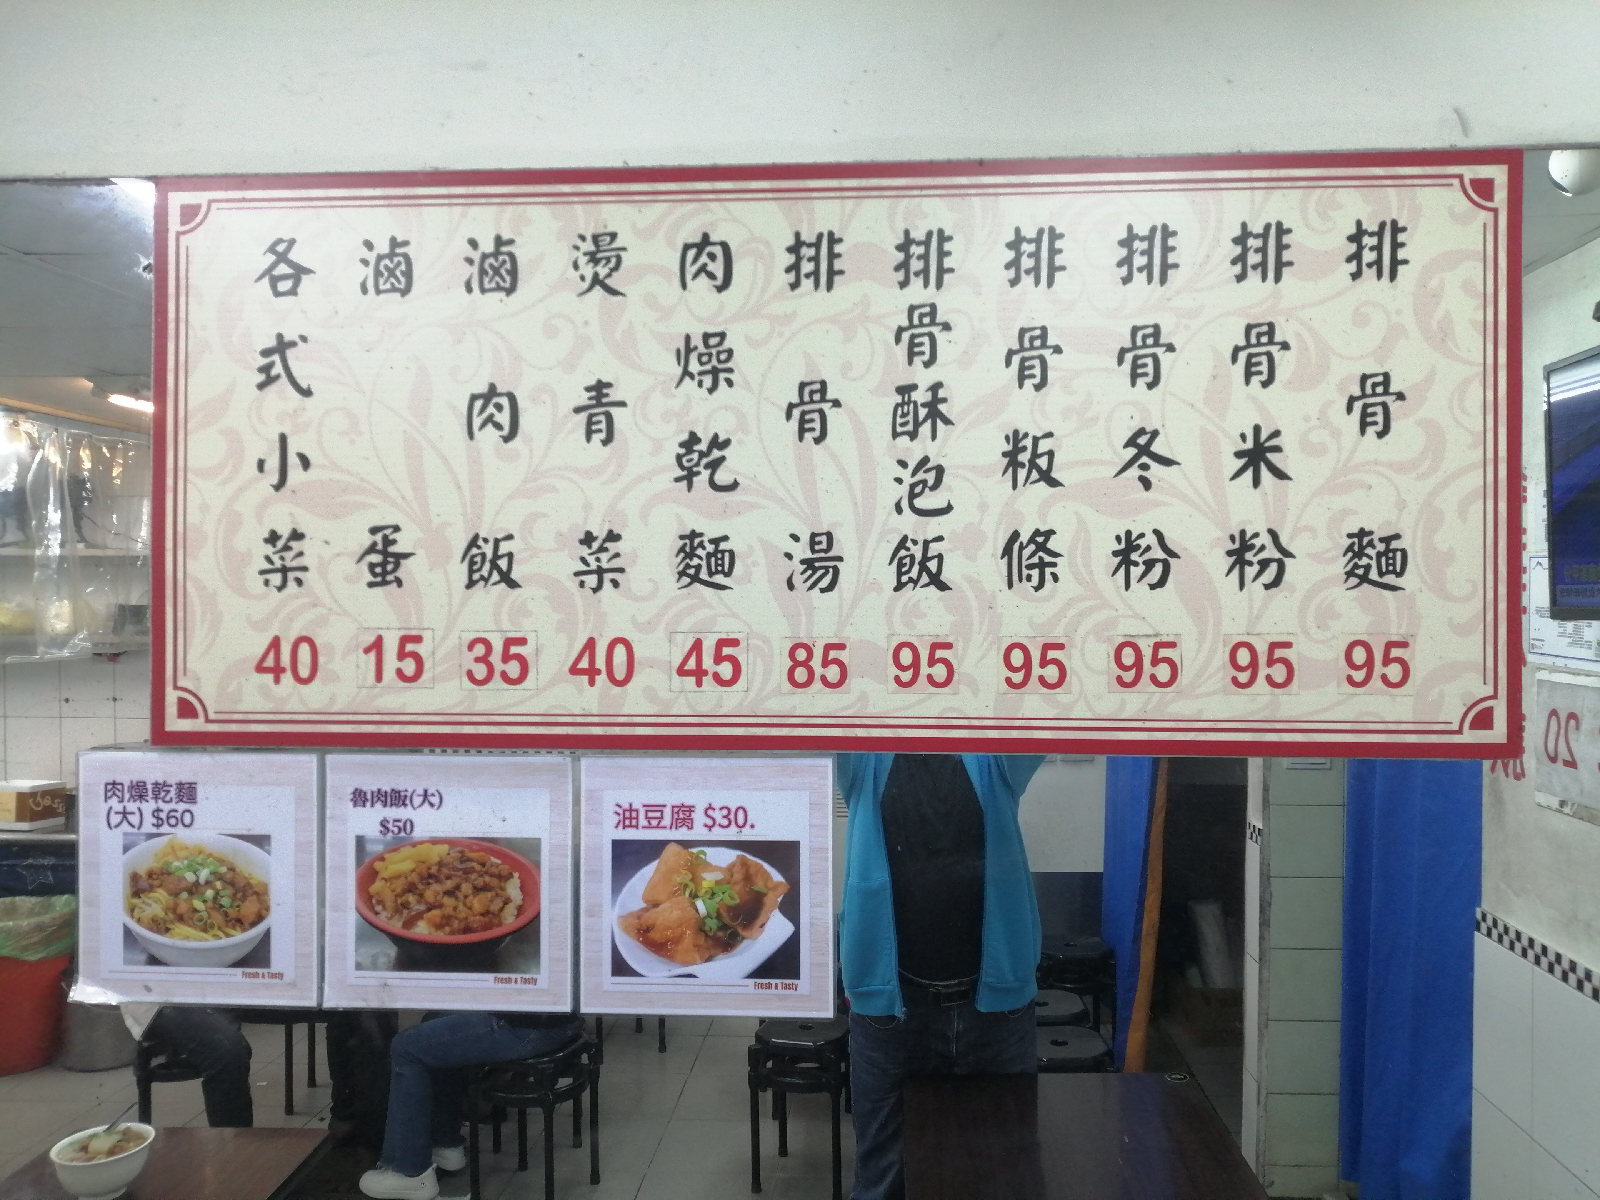 排骨麵 95
排骨米粉 95
排骨冬粉 95
排骨粄條 95
排骨酥泡飯 95
排骨湯 85
肉燥乾麵 45
燙青菜 40
滷肉飯 35
滷蛋 15
各式小菜 40
肉燥乾麵
(大) $60
Fresh & Tasty
魯肉飯(大)
$50
Fresh & Tasty
油豆腐 $30.
Fresh & Tasty
20